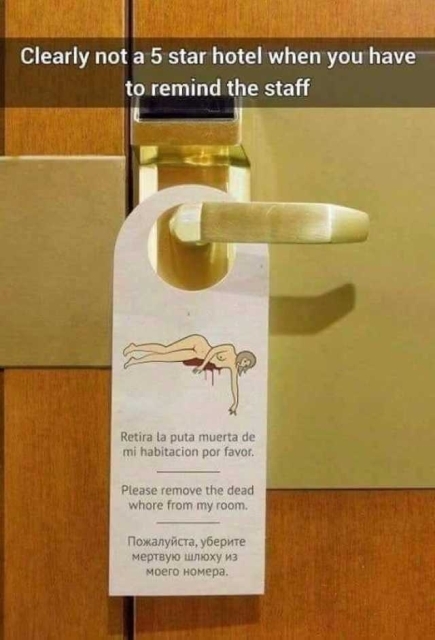 Clearly not a 5 star hotel when you have
to remind the staff
Retira la puta muerta de
mi habitacion por favor.
Please remove the dead
whore from my room.
Пожалуйста, уберите
мертвую шлюху из
моего номера.